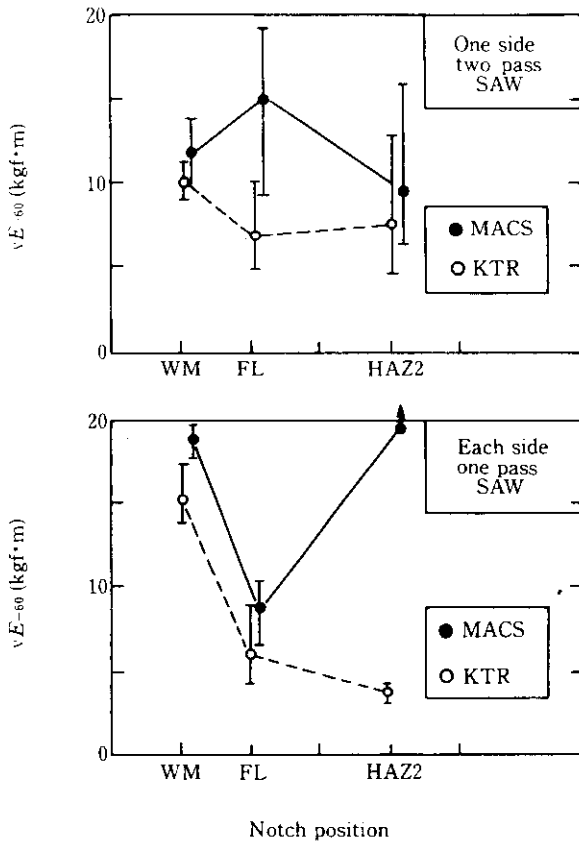 20
One side
two pass
SAW
vE-60 (kgf·m)
10
● MACS
○ KTR
0
WM FL HAZ2
20
Each side
one pass
SAW
vE-60 (kgf·m)
10
● MACS
○ KTR
0
WM FL HAZ2
Notch position